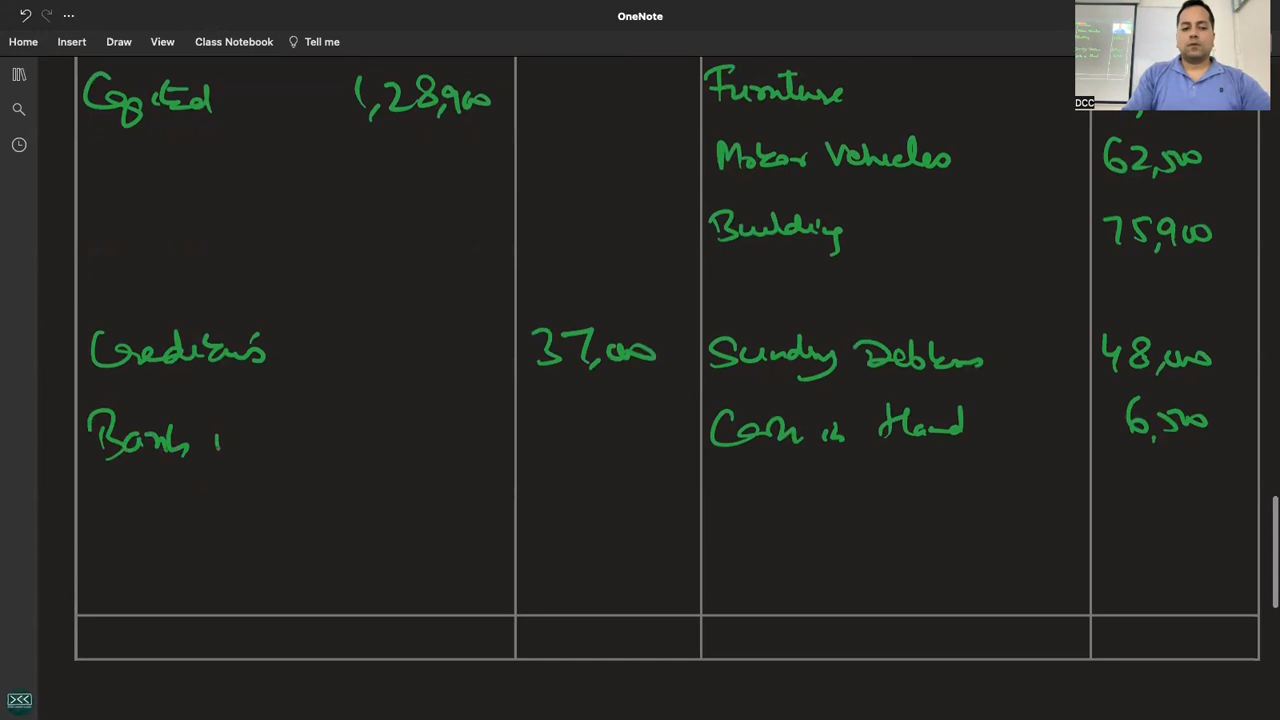 OneNote
Home Insert Draw View Class Notebook Tell me
DCC
Capital 1,28,900 Furniture
Motor Vehicles 62,500
Building 75,900
Creditors 37,000 Sundry Debtors 48,000
Bank Cash in Hand 6,500